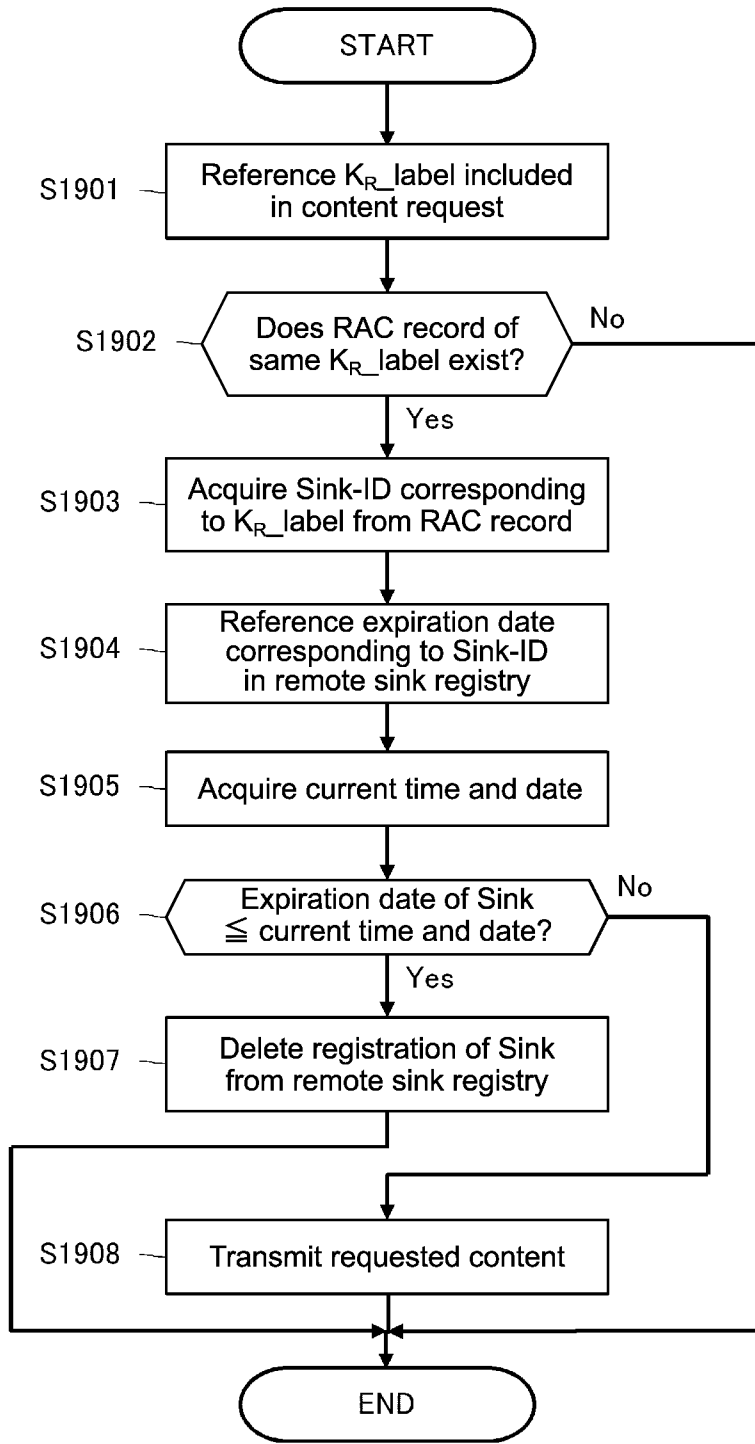 START
S1901
Reference K_R_label included
in content request
S1902
Does RAC record of
same K_R_label exist?
No
Yes
S1903
Acquire Sink-ID corresponding
to K_R_label from RAC record
S1904
Reference expiration date
corresponding to Sink-ID
in remote sink registry
S1905
Acquire current time and date
S1906
Expiration date of Sink
≦ current time and date?
No
Yes
S1907
Delete registration of Sink
from remote sink registry
S1908
Transmit requested content
END